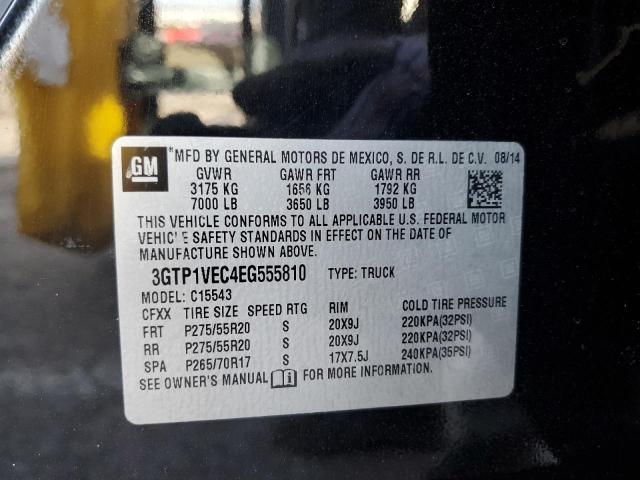 GM *MFD BY GENERAL MOTORS DE MEXICO, S. DE R.L. DE C.V. 08/14
GVWR GAWR FRT GAWR RR
3175 KG 1656 KG 1792 KG
7000 LB 3650 LB 3950 LB
THIS VEHICLE CONFORMS TO ALL APPLICABLE U.S. FEDERAL MOTOR
VEHIC'E SAFETY STANDARDS IN EFFECT ON THE DATE OF
MANUFACTURE SHOWN ABOVE.
3GTP1VEC4EG555810 TYPE: TRUCK
MODEL: C15543
CFXX TIRE SIZE SPEED RTG RIM COLD TIRE PRESSURE
FRT P275/55R20 S 20X9J 220KPA(32PSI)
RR P275/55R20 S 20X9J 220KPA(32PSI)
SPA P265/70R17 S 17X7.5J 240KPA(35PSI)
SEE OWNER'S MANUAL i FOR MORE INFORMATION.